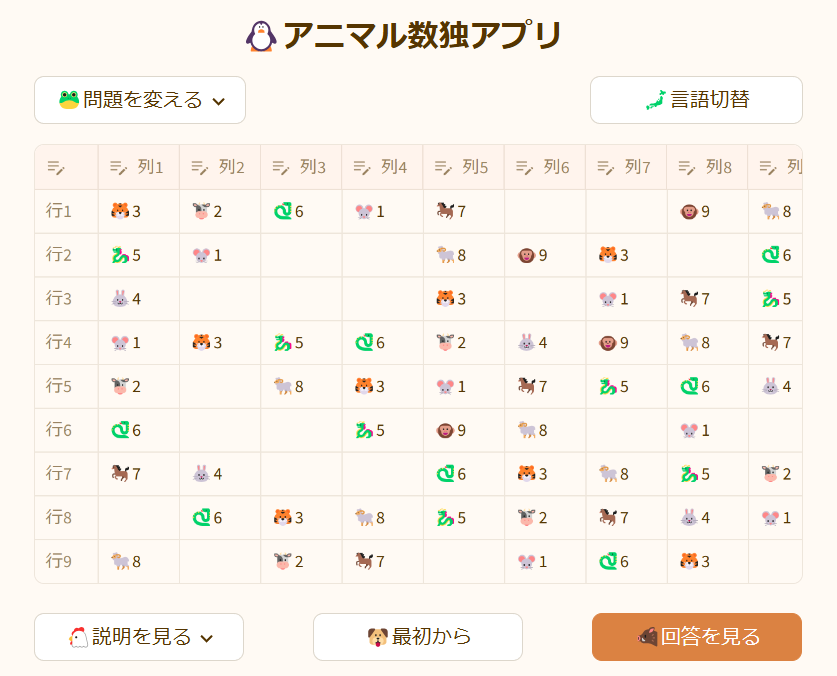 アニマル数独アプリ
問題を変える
言語切替
列1 列2 列3 列4 列5 列6 列7 列8 列
行1 3 2 6 1 7 9 8
行2 5 1 8 9 3 6
行3 4 3 1 7 5
行4 1 3 5 6 2 4 9 8 7
行5 2 8 3 1 7 5 6 4
行6 6 5 9 8 1
行7 7 4 6 3 8 5 2
行8 6 3 8 5 2 7 4 1
行9 8 2 7 1 6 3
説明を見る
最初から
回答を見る